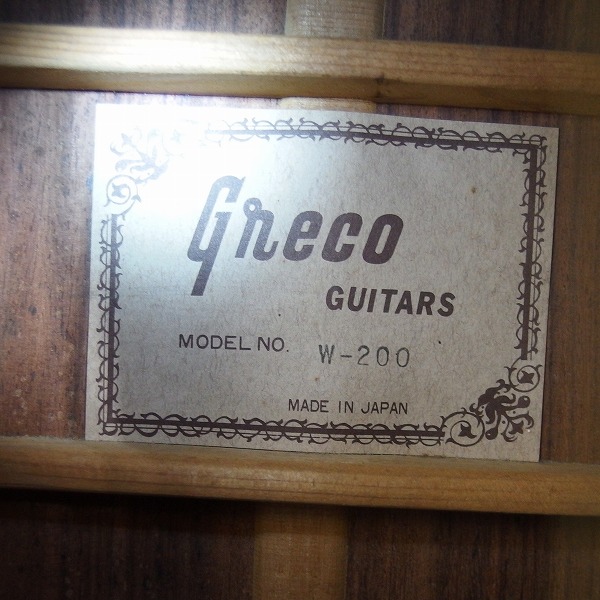 Greco
GUITARS
MODEL NO. W-200
MADE IN JAPAN